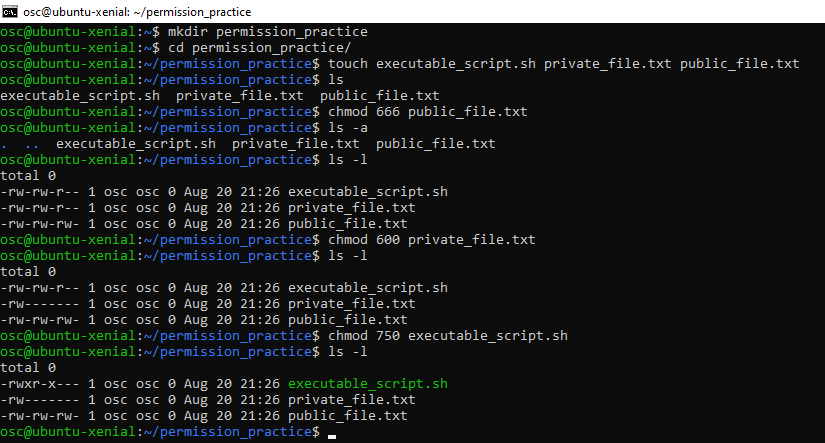 osc@ubuntu-xenial: ~/permission_practice
osc@ubuntu-xenial:~$ mkdir permission_practice
osc@ubuntu-xenial:~$ cd permission_practice/
osc@ubuntu-xenial:~/permission_practice$ touch executable_script.sh private_file.txt public_file.txt
osc@ubuntu-xenial:~/permission_practice$ ls
executable_script.sh  private_file.txt  public_file.txt
osc@ubuntu-xenial:~/permission_practice$ chmod 666 public_file.txt
osc@ubuntu-xenial:~/permission_practice$ ls -a
.  ..  executable_script.sh  private_file.txt  public_file.txt
osc@ubuntu-xenial:~/permission_practice$ ls -l
total 0
-rw-rw-r-- 1 osc osc 0 Aug 20 21:26 executable_script.sh
-rw-rw-r-- 1 osc osc 0 Aug 20 21:26 private_file.txt
-rw-rw-rw- 1 osc osc 0 Aug 20 21:26 public_file.txt
osc@ubuntu-xenial:~/permission_practice$ chmod 600 private_file.txt
osc@ubuntu-xenial:~/permission_practice$ ls -l
total 0
-rw-rw-r-- 1 osc osc 0 Aug 20 21:26 executable_script.sh
-rw------- 1 osc osc 0 Aug 20 21:26 private_file.txt
-rw-rw-rw- 1 osc osc 0 Aug 20 21:26 public_file.txt
osc@ubuntu-xenial:~/permission_practice$ chmod 750 executable_script.sh
osc@ubuntu-xenial:~/permission_practice$ ls -l
total 0
-rwxr-x--- 1 osc osc 0 Aug 20 21:26 executable_script.sh
-rw------- 1 osc osc 0 Aug 20 21:26 private_file.txt
-rw-rw-rw- 1 osc osc 0 Aug 20 21:26 public_file.txt
osc@ubuntu-xenial:~/permission_practice$